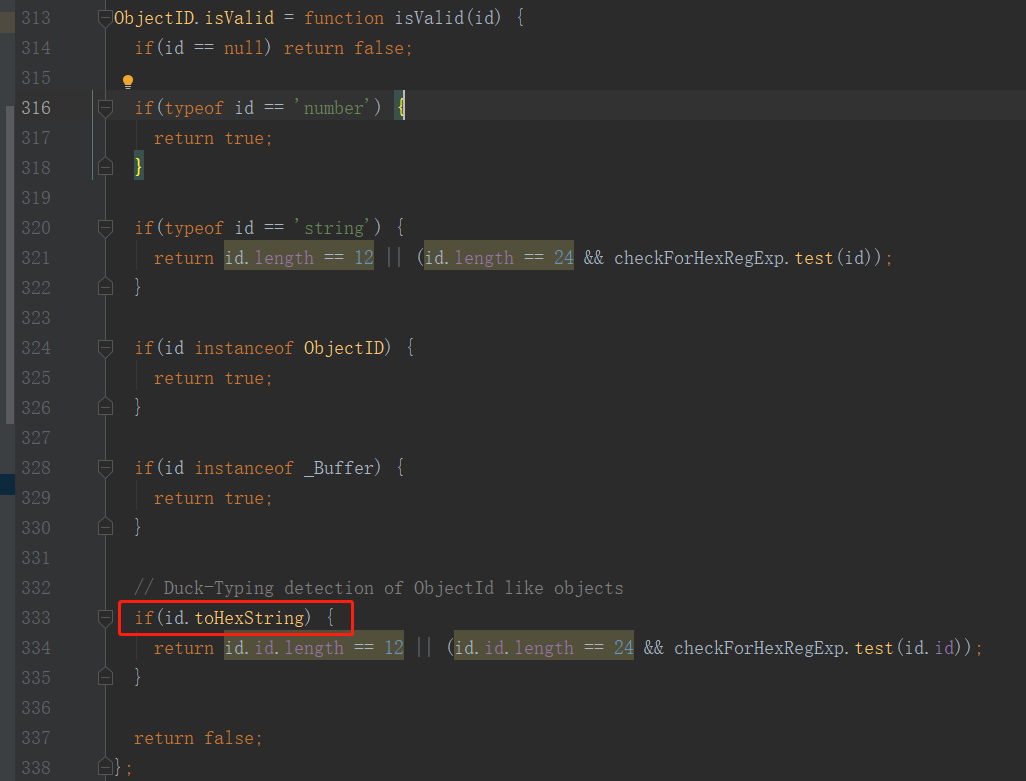 313 ObjectID.isValid = function isValid(id) {
314 if(id == null) return false;
315
316 if(typeof id == 'number') {
317 return true;
318 }
319
320 if(typeof id == 'string') {
321 return id.length == 12 || (id.length == 24 && checkForHexRegExp.test(id));
322 }
323
324 if(id instanceof ObjectID) {
325 return true;
326 }
327
328 if(id instanceof _Buffer) {
329 return true;
330 }
331
332 // Duck-Typing detection of ObjectId like objects
333 if(id.toHexString) {
334 return id.id.length == 12 || (id.id.length == 24 && checkForHexRegExp.test(id.id));
335 }
336
337 return false;
338 };